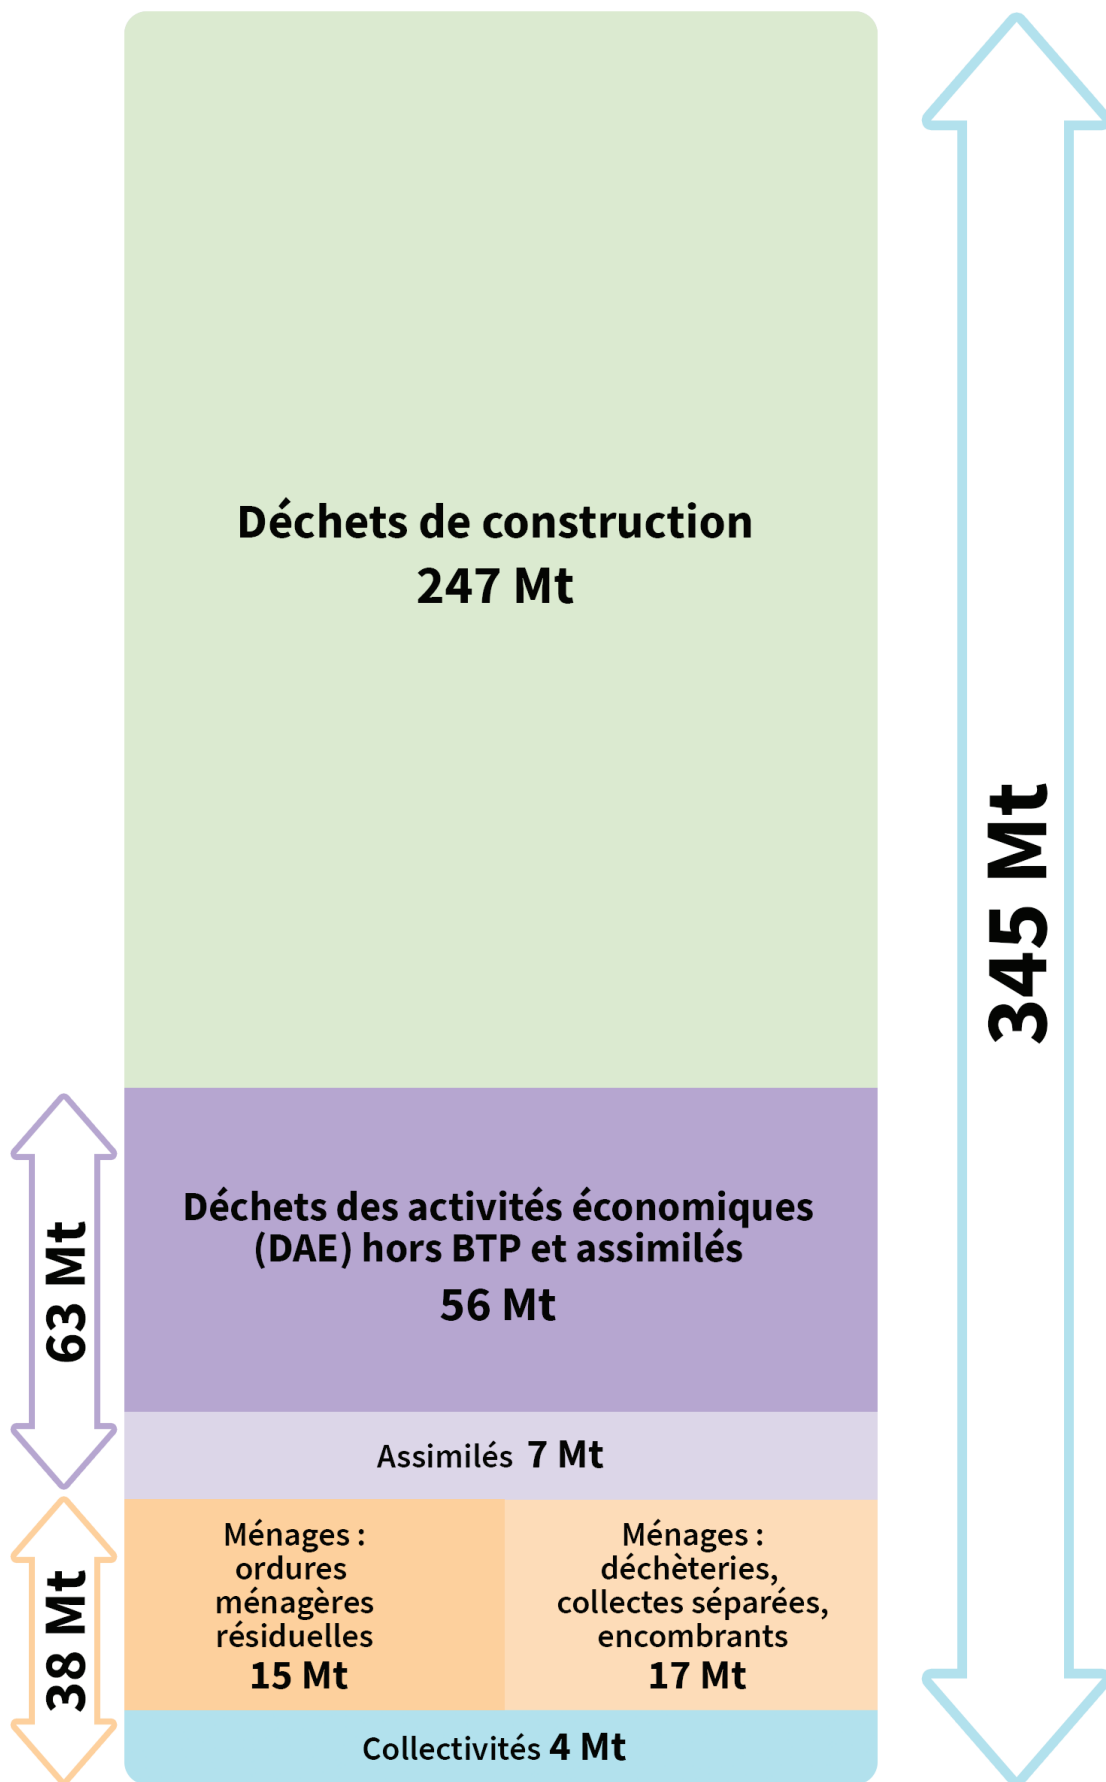 Déchets de construction
247 Mt
345 Mt
Déchets des activités économiques
(DAE) hors BTP et assimilés
56 Mt
63 Mt
Assimilés 7 Mt
Ménages :
ordures
ménagères
résiduelles
15 Mt
Ménages :
déchèteries,
collectes séparées,
encombrants
17 Mt
38 Mt
Collectivités 4 Mt